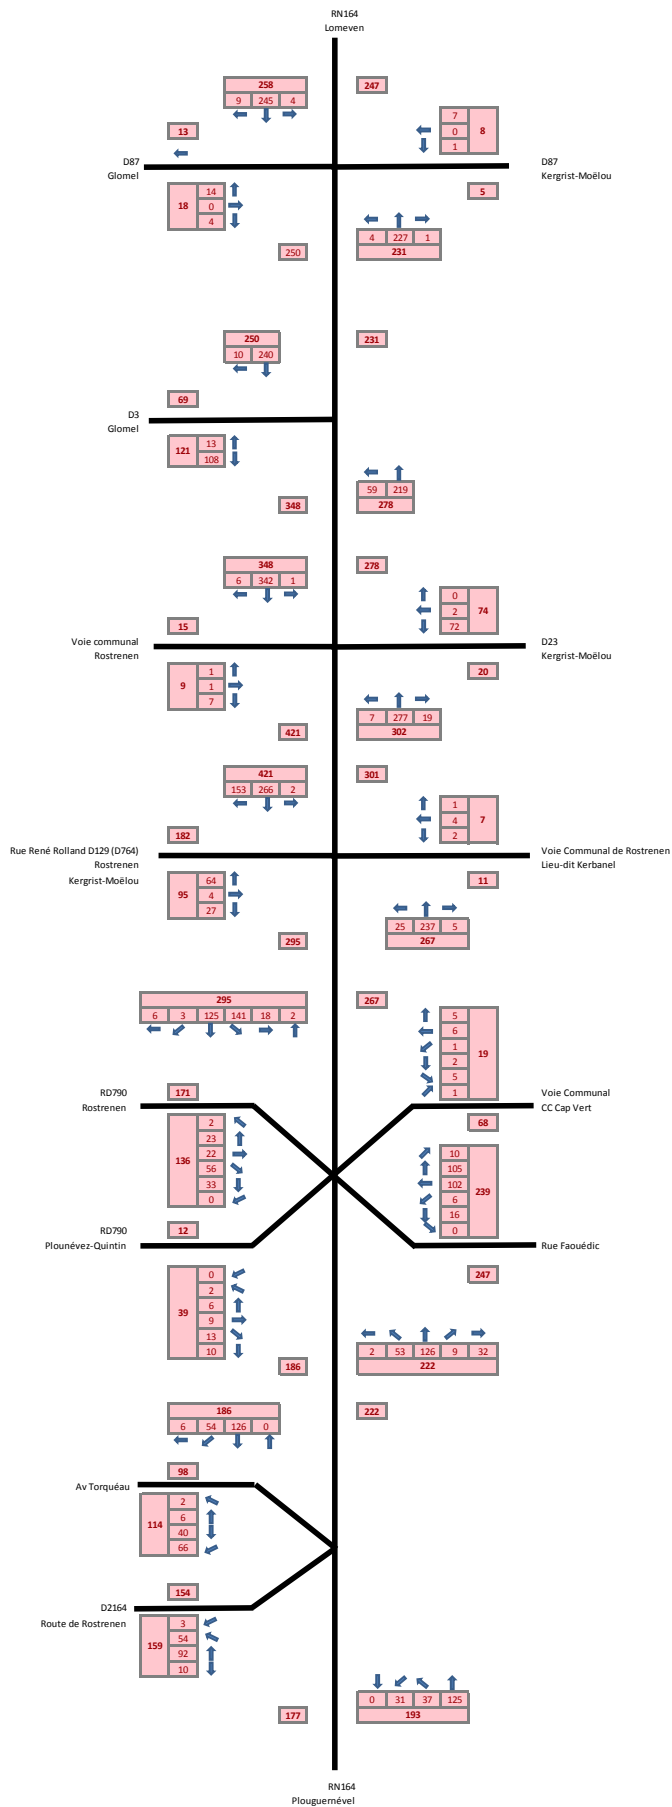 RN164
Lomeven
258
247
9 245 4
7
0 8
1
13
D87
Glomel
D87
Kergrist-Moëlou
14
18 0
4
5
4 227 1
231
250
250
231
10 240
69
D3
Glomel
13
121
108
59 219
278
348
348
278
6 342 1
0
2 74
72
15
Voie communal
Rostrenen
D23
Kergrist-Moëlou
1
9 1
7
20
7 277 19
302
421
421
301
153 266 2
1
4 7
2
182
Rue René Rolland D129 (D764)
Rostrenen
Kergrist-Moëlou
Voie Communal de Rostrenen
Lieu-dit Kerbanel
64
95 4
27
11
25 237 5
267
295
295
267
6 3 125 141 18 2
5
6
1 19
2
5
1
171
RD790
Rostrenen
Voie Communal
CC Cap Vert
2
23
136 22
56
33
0
68
10
105
102 239
6
16
0
12
RD790
Plounévez-Quintin
Rue Faouédic
0
2
39 6
9
13
10
247
2 53 126 9 32
222
186
186
222
6 54 126 0
98
Av Torquéau
2
114 6
40
66
154
D2164
Route de Rostrenen
3
159 54
92
10
0 31 37 125
193
177
RN164
Plouguernével